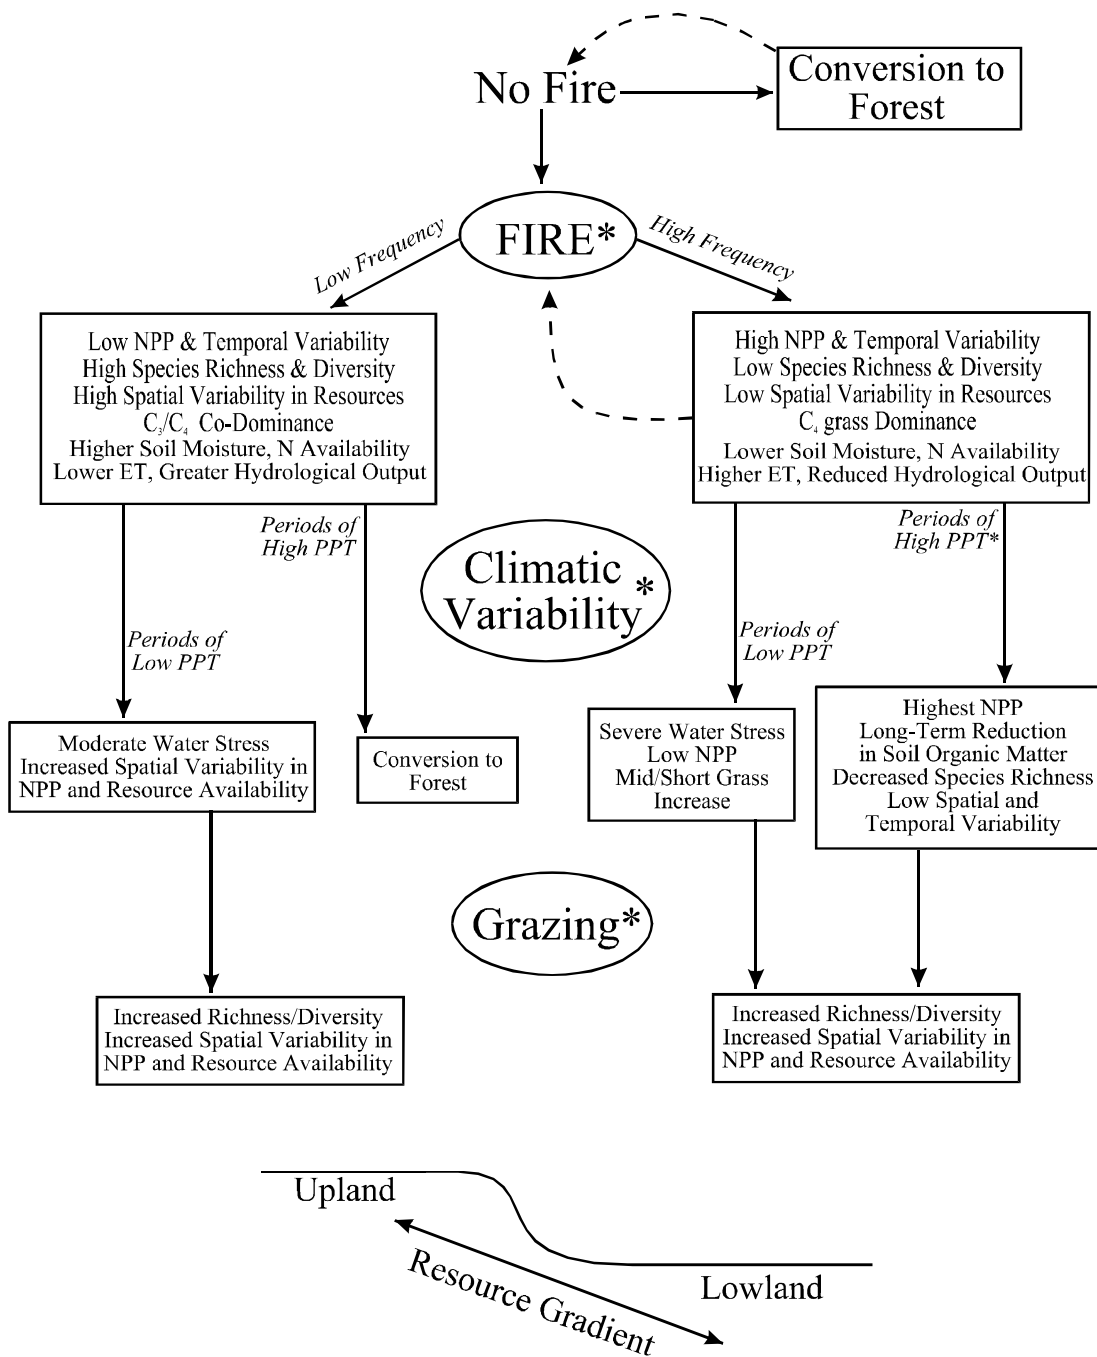 No Fire
Conversion to
Forest
FIRE*
Low Frequency
High Frequency
Low NPP & Temporal Variability
High Species Richness & Diversity
High Spatial Variability in Resources
C₃/C₄ Co-Dominance
Higher Soil Moisture, N Availability
Lower ET, Greater Hydrological Output
High NPP & Temporal Variability
Low Species Richness & Diversity
Low Spatial Variability in Resources
C₄ grass Dominance
Lower Soil Moisture, N Availability
Higher ET, Reduced Hydrological Output
Periods of
High PPT
Periods of
Low PPT
Climatic
Variability*
Periods of
Low PPT
Periods of
High PPT*
Moderate Water Stress
Increased Spatial Variability in
NPP and Resource Availability
Conversion to
Forest
Severe Water Stress
Low NPP
Mid/Short Grass
Increase
Highest NPP
Long-Term Reduction
in Soil Organic Matter
Decreased Species Richness
Low Spatial and
Temporal Variability
Grazing*
Increased Richness/Diversity
Increased Spatial Variability in
NPP and Resource Availability
Increased Richness/Diversity
Increased Spatial Variability in
NPP and Resource Availability
Upland
Resource Gradient
Lowland